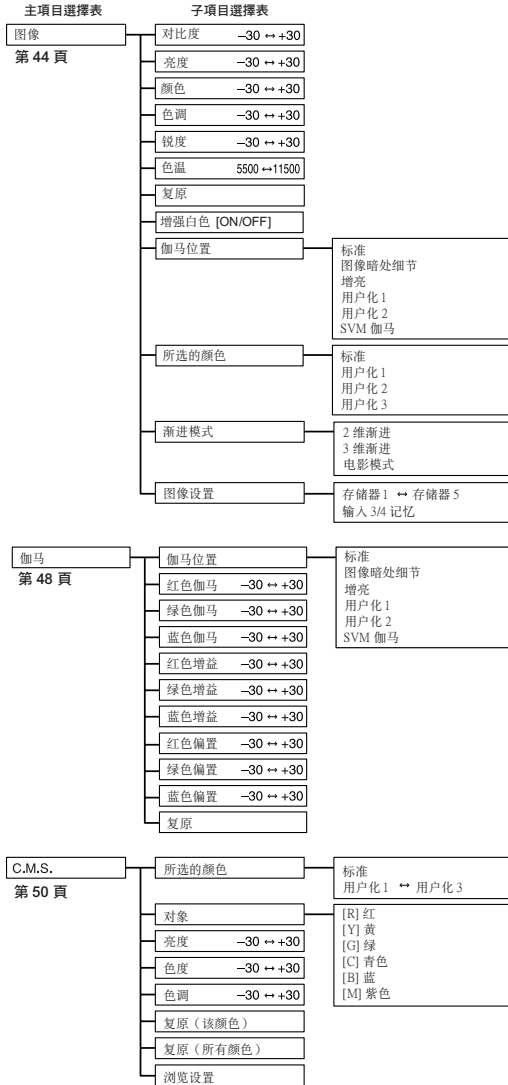 主項目選擇表 子項目選擇表
图像
第 44 頁
对比度 –30 ↔ +30
亮度 –30 ↔ +30
颜色 –30 ↔ +30
色调 –30 ↔ +30
锐度 –30 ↔ +30
色温 5500 ↔ 11500
复原
增强白色 [ON/OFF]
伽马位置
标准
图像暗处细节
增亮
用户化 1
用户化 2
SVM 伽马
所选的颜色
标准
用户化 1
用户化 2
用户化 3
渐进模式
2 维渐进
3 维渐进
电影模式
图像设置
存储器 1 ↔ 存储器 5
输入 3/4 记忆
伽马
第 48 頁
伽马位置
标准
图像暗处细节
增亮
用户化 1
用户化 2
SVM 伽马
红色伽马 –30 ↔ +30
绿色伽马 –30 ↔ +30
蓝色伽马 –30 ↔ +30
红色增益 –30 ↔ +30
绿色增益 –30 ↔ +30
蓝色增益 –30 ↔ +30
红色偏置 –30 ↔ +30
绿色偏置 –30 ↔ +30
蓝色偏置 –30 ↔ +30
复原
C.M.S.
第 50 頁
所选的颜色
标准
用户化 1 ↔ 用户化 3
对象
[R] 红
[Y] 黄
[G] 绿
[C] 青色
[B] 蓝
[M] 紫色
亮度 –30 ↔ +30
色度 –30 ↔ +30
色调 –30 ↔ +30
复原（该颜色）
复原（所有颜色）
浏览设置